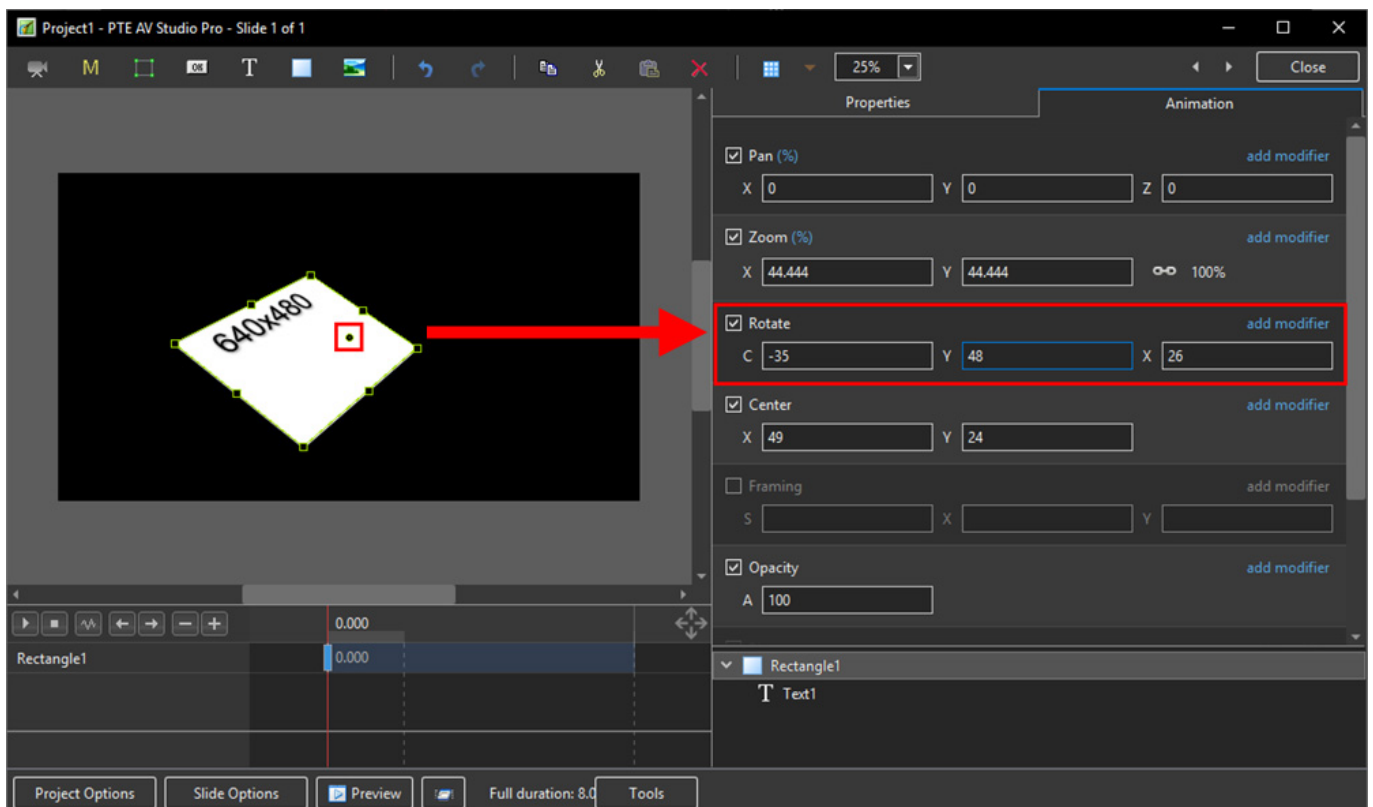 Project1 - PTE AV Studio Pro - Slide 1 of 1
M OK T 25% Close
Properties Animation
Pan (%) add modifier
X 0 Y 0 Z 0
Zoom (%) add modifier
X 44.444 Y 44.444 100%
640x480
Rotate add modifier
C -35 Y 48 X 26
Center add modifier
X 49 Y 24
Framing add modifier
S X Y
Opacity add modifier
A 100
0.000
Rectangle1 0.000
Rectangle1
T Text1
Project Options Slide Options Preview Full duration: 8.0 Tools